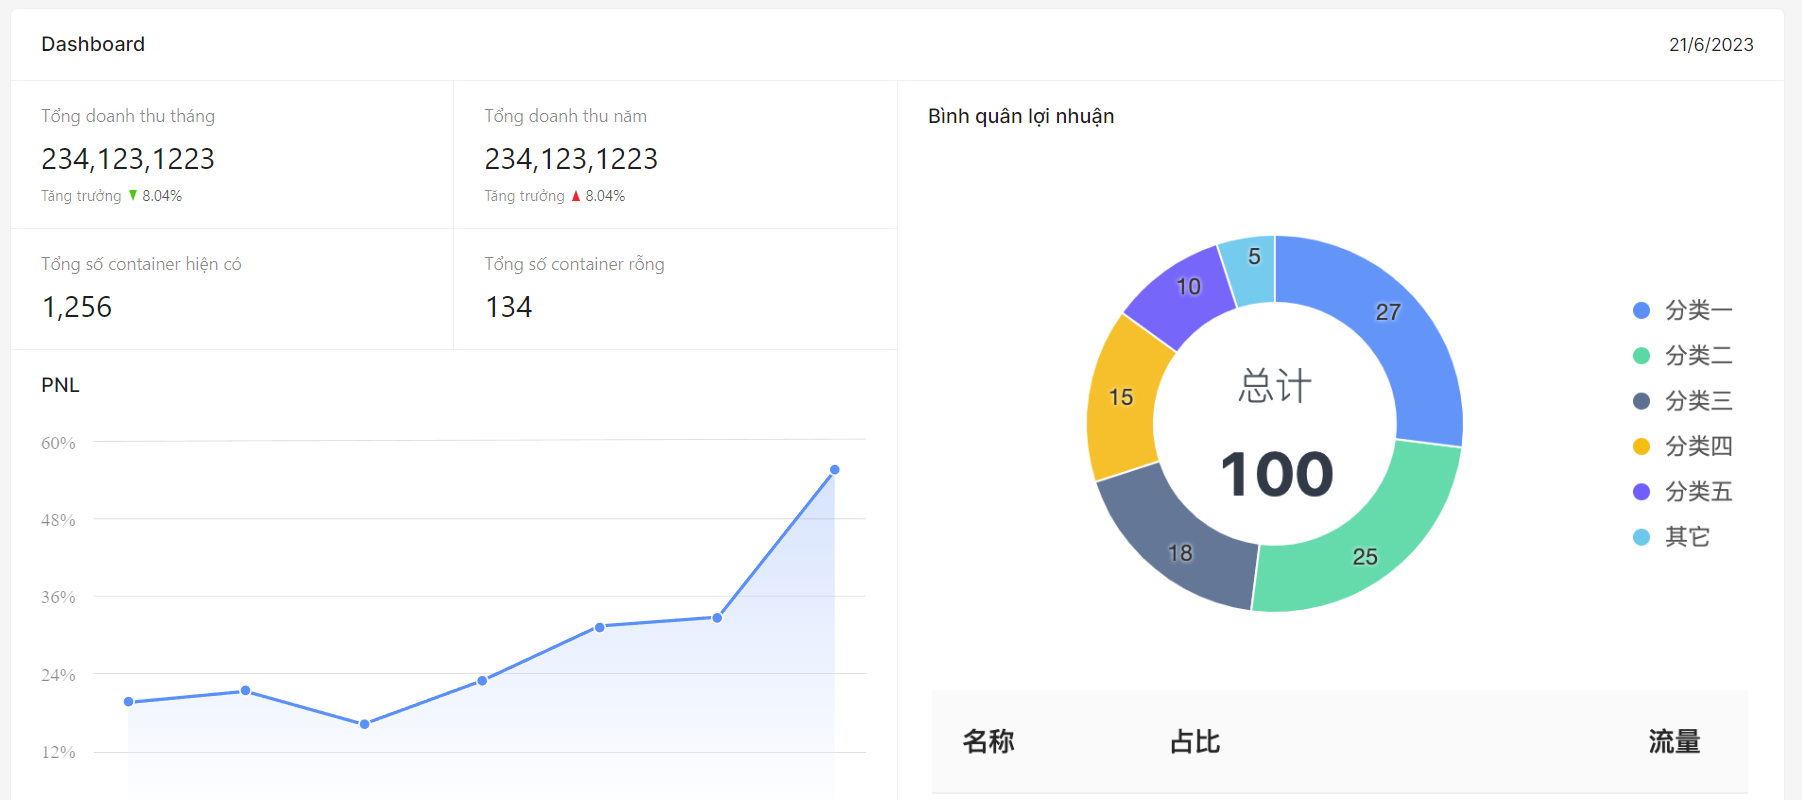 Dashboard
21/6/2023
Tổng doanh thu tháng
234,123,1223
Tăng trưởng ▼ 8.04%
Tổng doanh thu năm
234,123,1223
Tăng trưởng ▲ 8.04%
Tổng số container hiện có
1,256
Tổng số container rỗng
134
PNL
60%
48%
36%
24%
12%
Bình quân lợi nhuận
5
10
27
15
18
25
总计
100
分类一
分类二
分类三
分类四
分类五
其它
名称 占比 流量